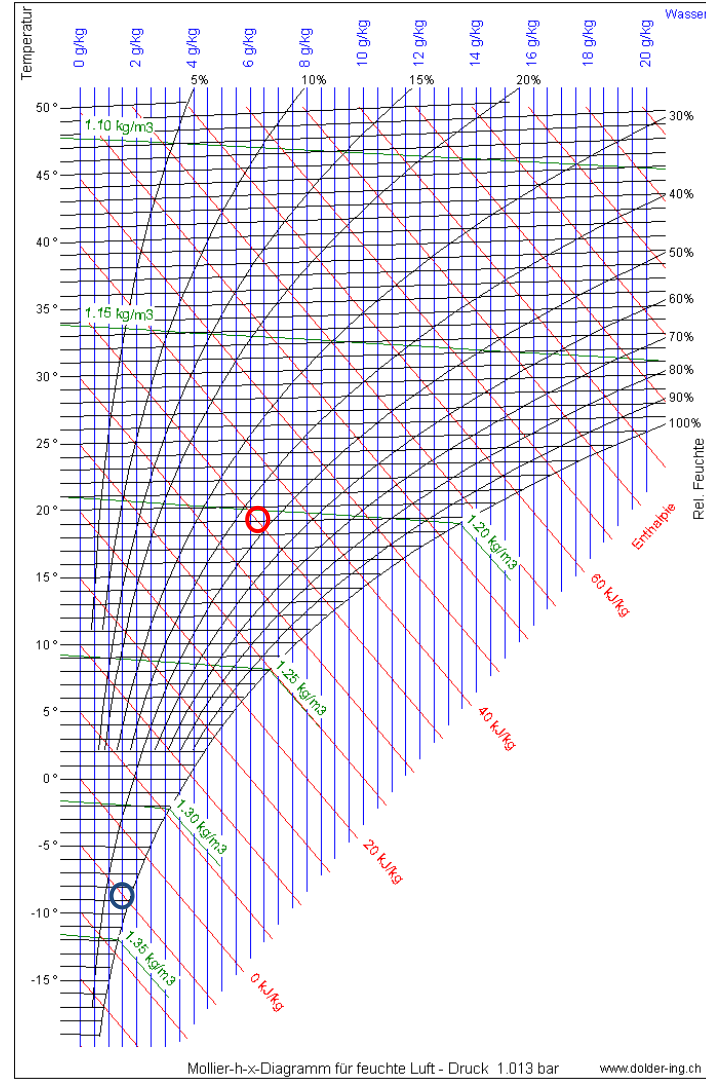 Temperatur
0 g/kg
2 g/kg
4 g/kg
6 g/kg
8 g/kg
10 g/kg
12 g/kg
14 g/kg
16 g/kg
18 g/kg
20 g/kg
Wasser
5%
10%
15%
20%
50°
1.10 kg/m3
30%
45°
40%
40°
50%
35°
1.15 kg/m3
60%
70%
30°
80%
90%
25°
100%
20°
Rel. Feuchte
1.20 kg/m3
Enthalpie
15°
60 kJ/kg
10°
1.25 kg/m3
5°
40 kJ/kg
0°
1.30 kg/m3
-5°
20 kJ/kg
-10°
1.35 kg/m3
-15°
0 kJ/kg
Mollier-h-x-Diagramm für feuchte Luft - Druck 1.013 bar
www.dolder-ing.ch